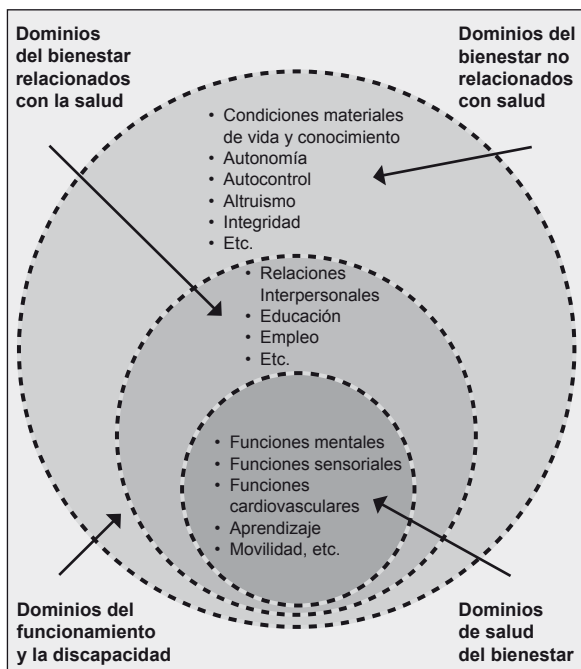 Dominios
del bienestar
relacionados
con la salud
Dominios del
bienestar no
relacionados
con salud
• Condiciones materiales
de vida y conocimiento
• Autonomía
• Autocontrol
• Altruismo
• Integridad
• Etc.
• Relaciones
Interpersonales
• Educación
• Empleo
• Etc.
• Funciones mentales
• Funciones sensoriales
• Funciones
cardiovasculares
• Aprendizaje
• Movilidad, etc.
Dominios del
funcionamiento
y la discapacidad
Dominios
de salud
del bienestar